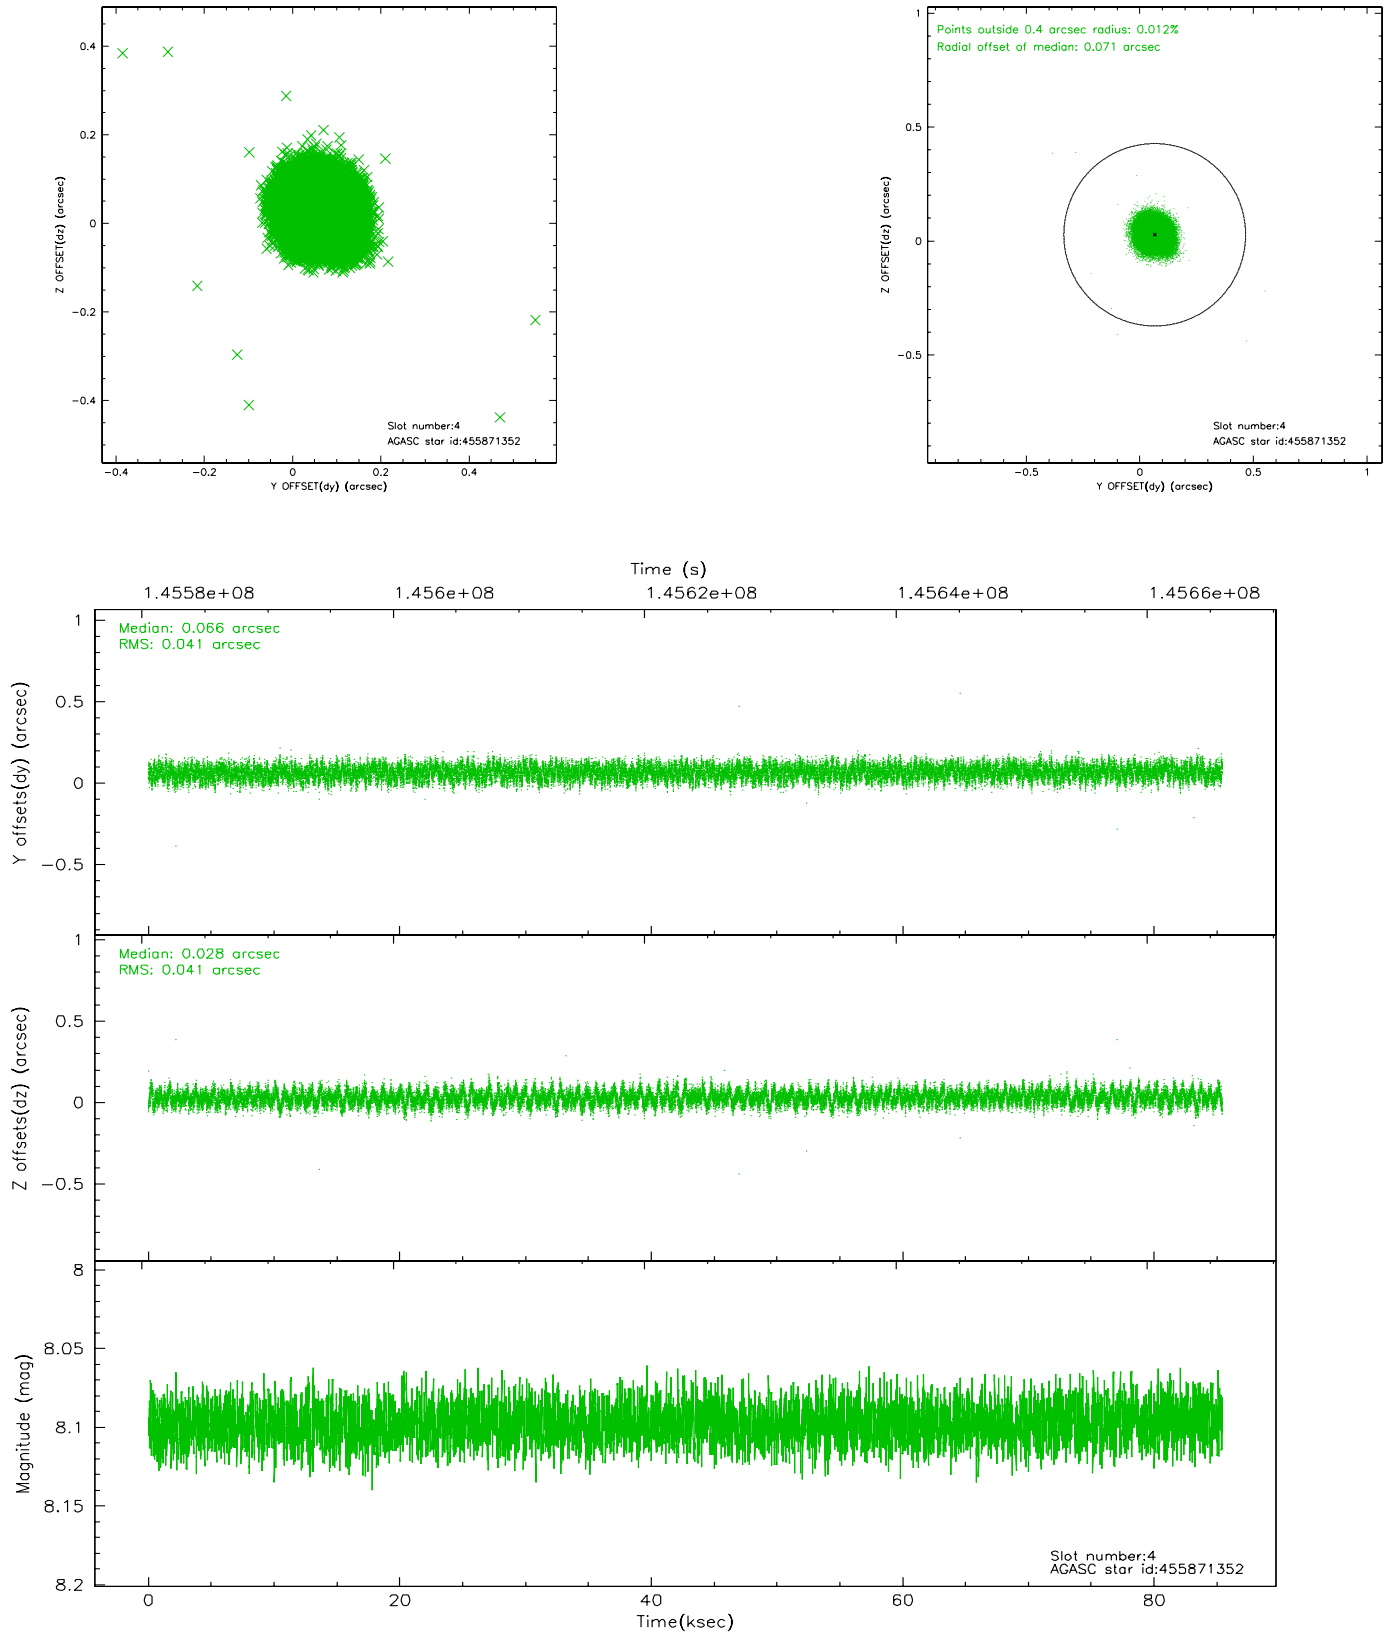 0.4
0.2
0
−0.2
−0.4
Z OFFSET(dz) (arcsec)
Slot number:4
AGASC star id:455871352
−0.4 −0.2 0 0.2 0.4
Y OFFSET(dy) (arcsec)
Points outside 0.4 arcsec radius: 0.012%
Radial offset of median: 0.071 arcsec
1
0.5
0
−0.5
Z OFFSET(dz) (arcsec)
Slot number:4
AGASC star id:455871352
−0.5 0 0.5 1
Y OFFSET(dy) (arcsec)
Time (s)
1.4558e+08 1.456e+08 1.4562e+08 1.4564e+08 1.4566e+08
Median: 0.066 arcsec
RMS: 0.041 arcsec
1
0.5
0
−0.5
Y offsets(dy) (arcsec)
Median: 0.028 arcsec
RMS: 0.041 arcsec
1
0.5
0
−0.5
Z offsets(dz) (arcsec)
8
8.05
8.1
8.15
8.2
Magnitude (mag)
Slot number:4
AGASC star id:455871352
0 20 40 60 80
Time(ksec)